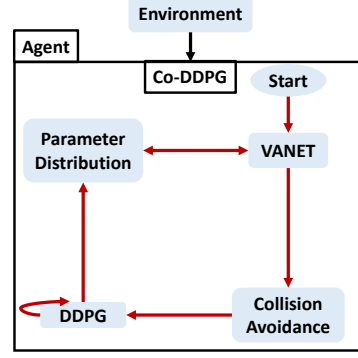 Environment
Agent
Co-DDPG
Start
Parameter
Distribution
VANET
DDPG
Collision
Avoidance